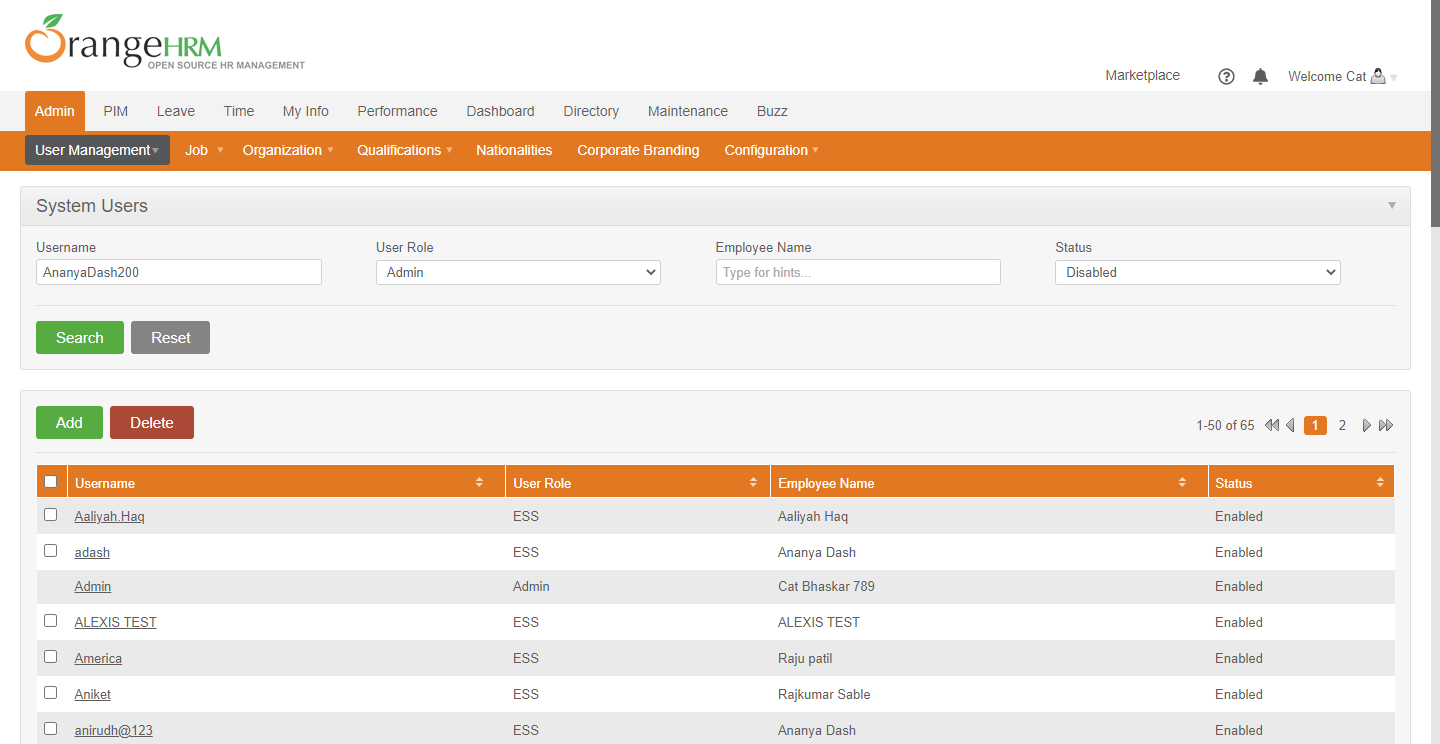 OrangeHRM
OPEN SOURCE HR MANAGEMENT
Marketplace ? Welcome Cat
Admin PIM Leave Time My Info Performance Dashboard Directory Maintenance Buzz
User Management Job Organization Qualifications Nationalities Corporate Branding Configuration
System Users
Username User Role Employee Name Status
AnanyaDash200 Admin Type for hints... Disabled
Search Reset
Add Delete 1-50 of 65 1 2
Username User Role Employee Name Status
Aaliyah.Haq ESS Aaliyah Haq Enabled
adash ESS Ananya Dash Enabled
Admin Admin Cat Bhaskar 789 Enabled
ALEXIS TEST ESS ALEXIS TEST Enabled
America ESS Raju patil Enabled
Aniket ESS Rajkumar Sable Enabled
anirudh@123 ESS Ananya Dash Enabled